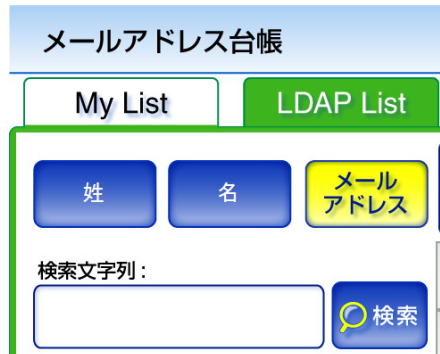 メールアドレス台帳
My List
LDAP List
姓
名
メール
アドレス
検索文字列 :
検索